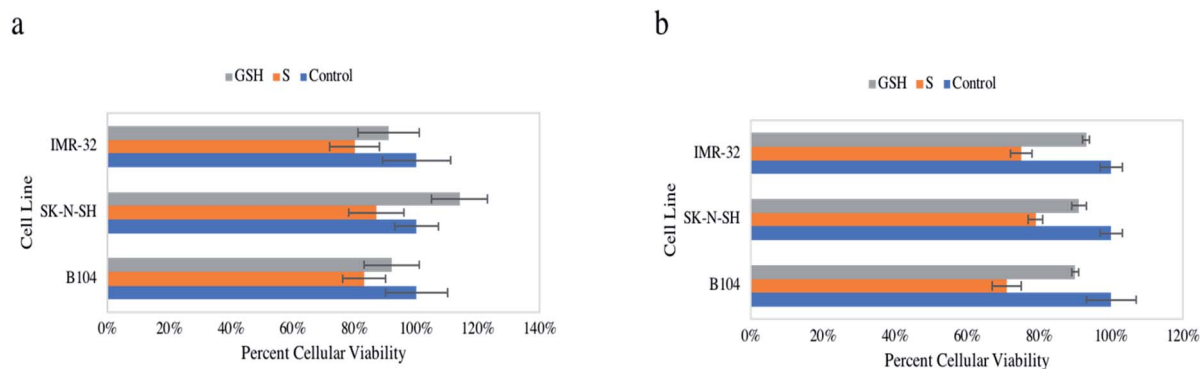 a
GSH S Control
IMR-32
SK-N-SH
B104
Cell Line
0% 20% 40% 60% 80% 100% 120% 140%
Percent Cellular Viability
b
GSH S Control
IMR-32
SK-N-SH
B104
Cell Line
0% 20% 40% 60% 80% 100% 120%
Percent Cellular Viability